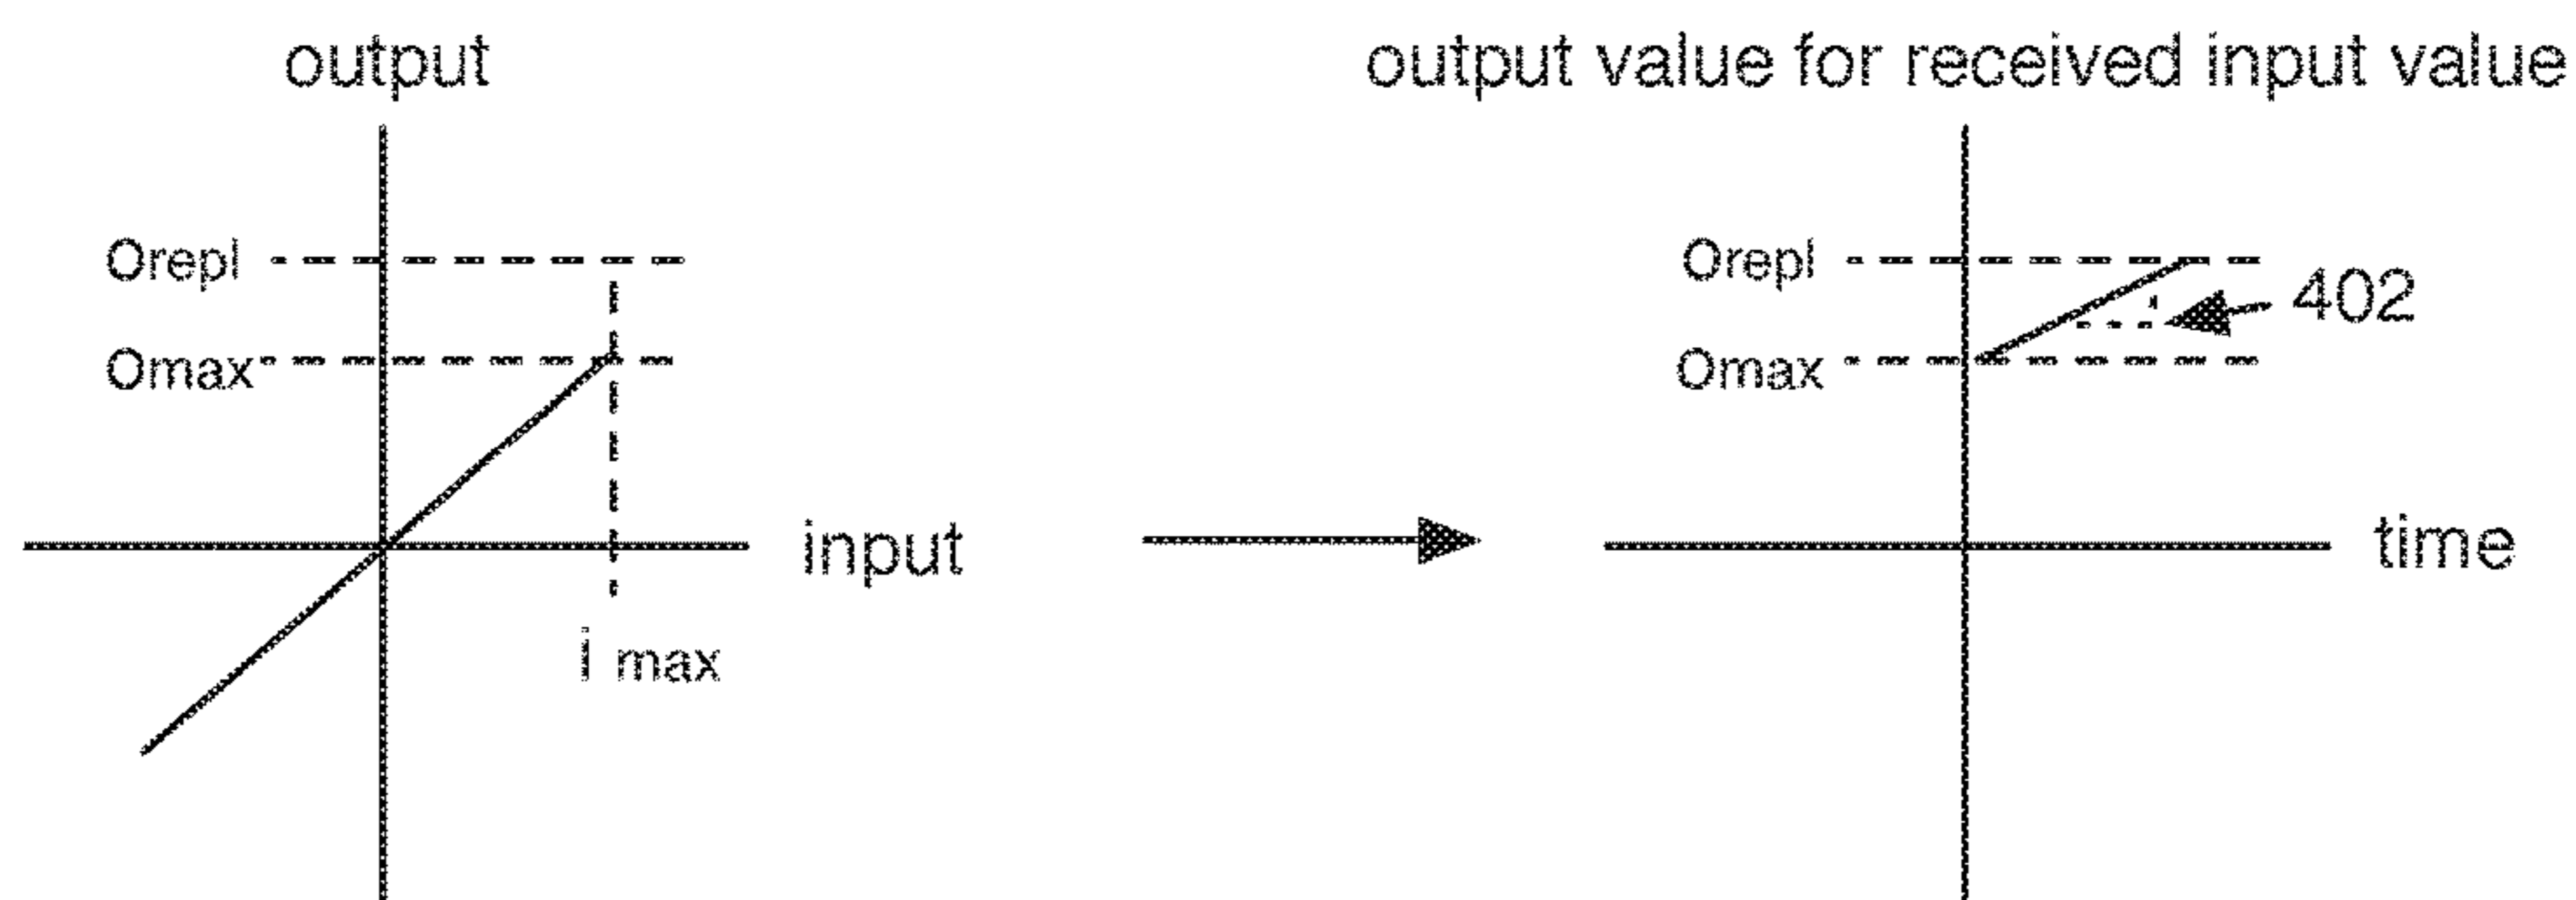 output
Orepl
Omax
input
i max
output value for received input value
Orepl
402
Omax
time